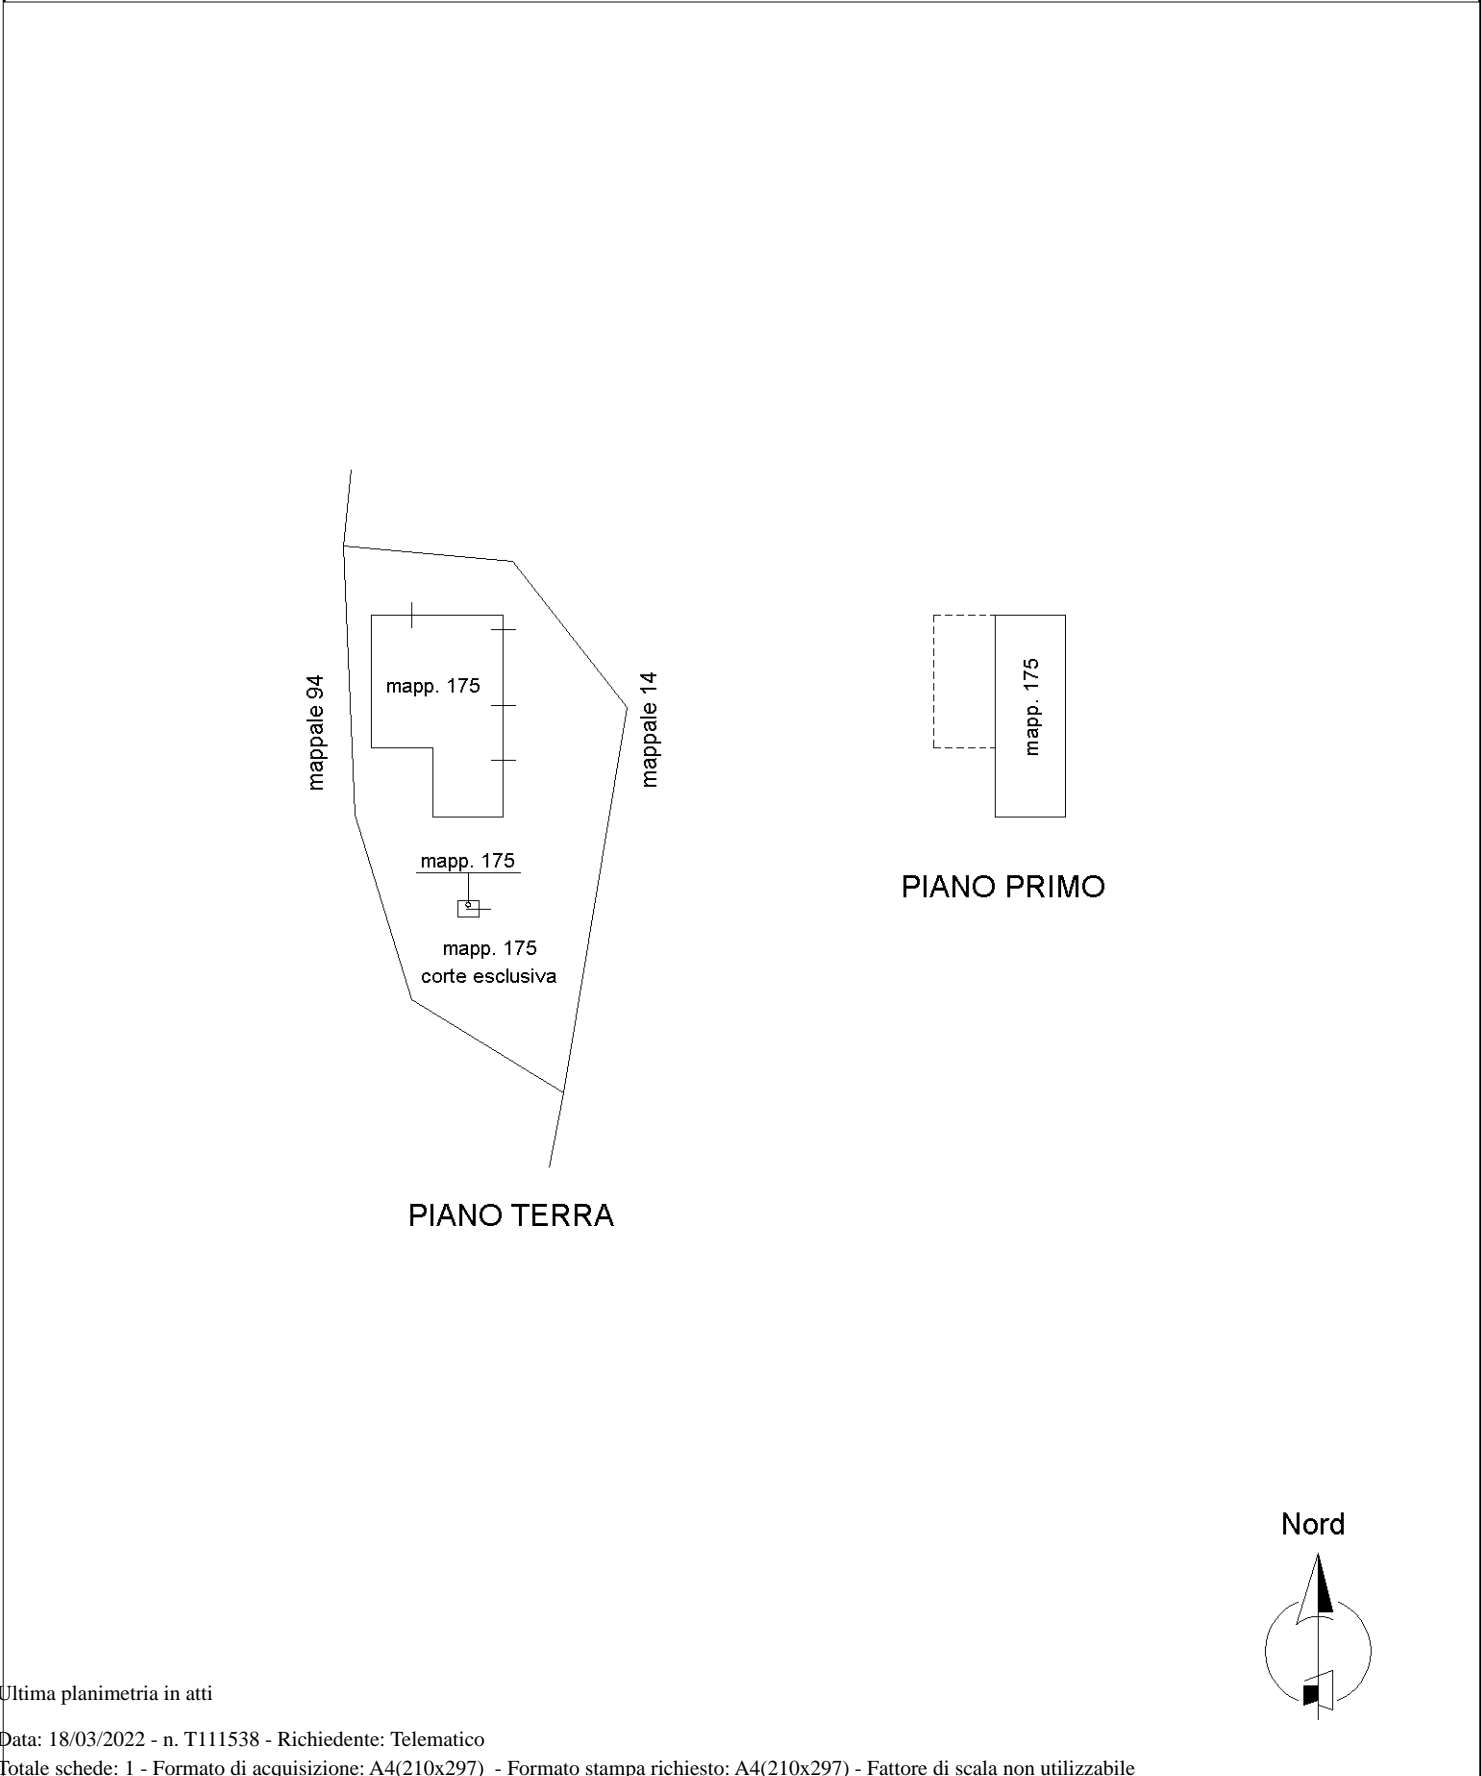 mappale 94
mapp. 175
mappale 14
mapp. 175
mapp. 175
mapp. 175
corte esclusiva
PIANO PRIMO
PIANO TERRA
Nord
Ultima planimetria in atti
Data: 18/03/2022 - n. T111538 - Richiedente: Telematico
Totale schede: 1 - Formato di acquisizione: A4(210x297) - Formato stampa richiesto: A4(210x297) - Fattore di scala non utilizzabile